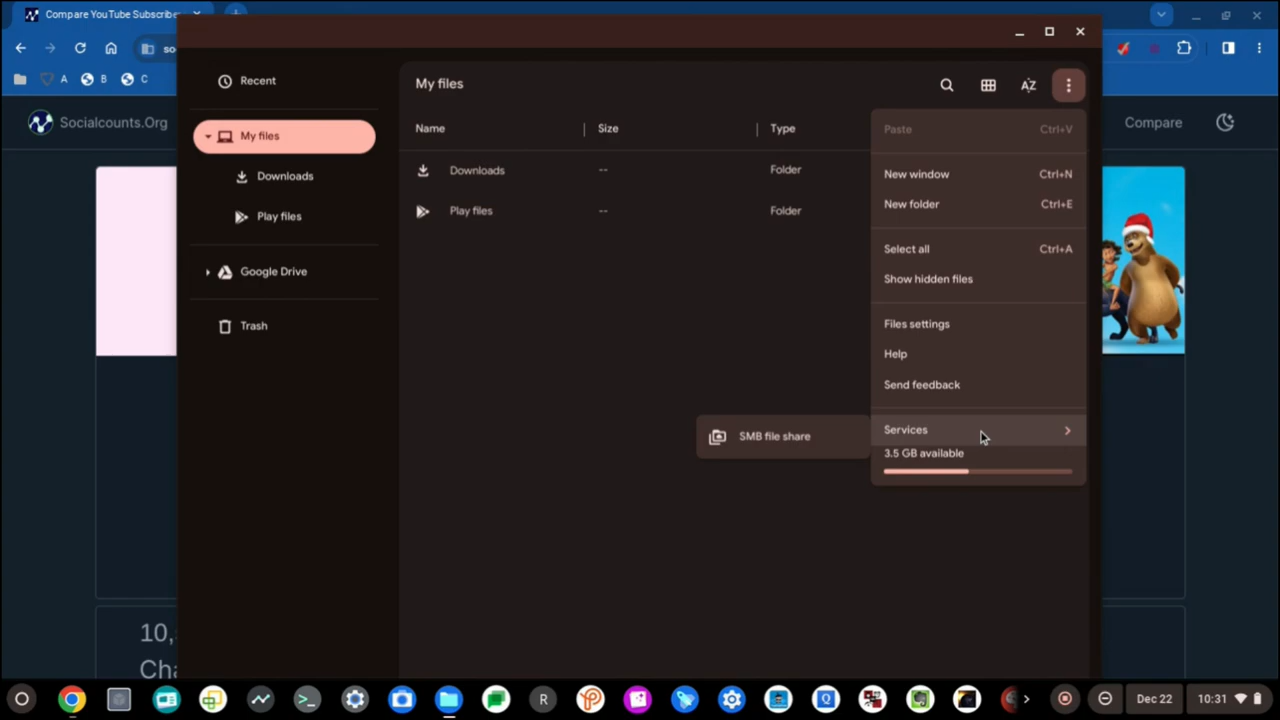 Compare YouTube Subscribe
so
A
B
C
Socialcounts.Org
Compare
Recent
My files
Downloads
Play files
Google Drive
Trash
My files
AZ
Name
Size
Type
Downloads
--
Folder
Play files
--
Folder
Paste Ctrl+V
New window Ctrl+N
New folder Ctrl+E
Select all Ctrl+A
Show hidden files
Files settings
Help
Send feedback
Services
SMB file share
3.5 GB available
10,
Cha
R
Q
Dec 22
10:31